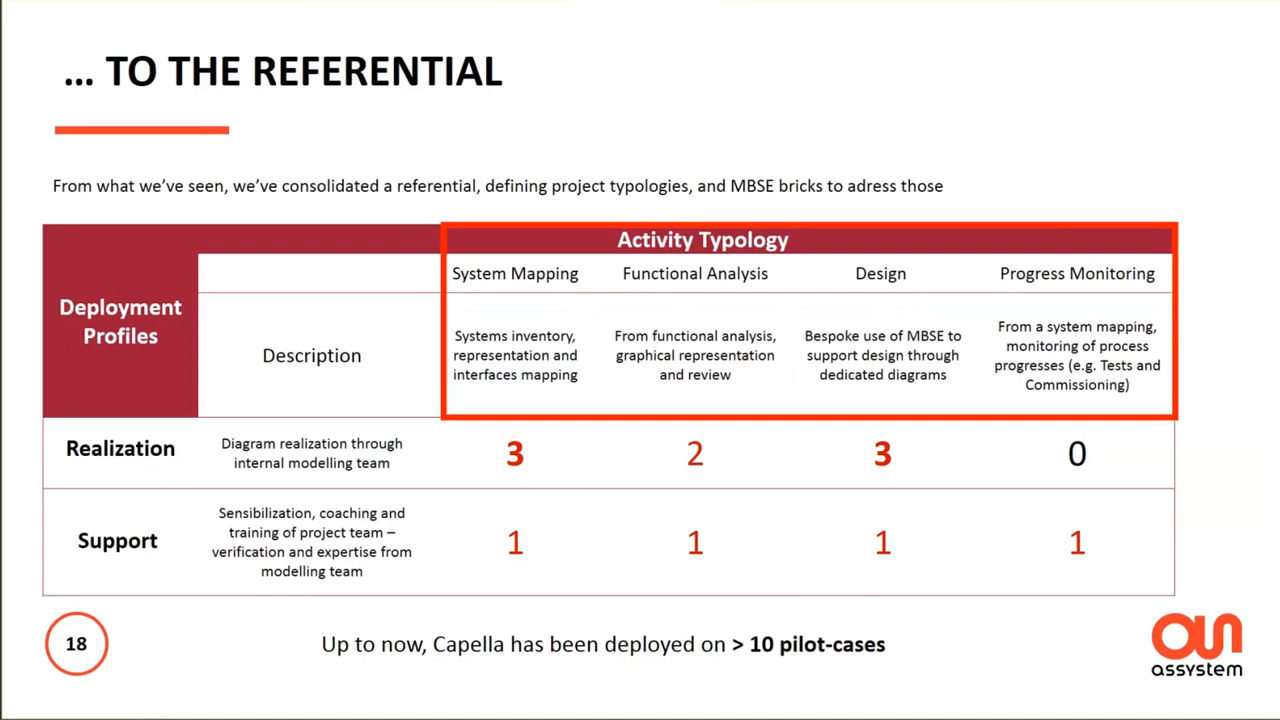 ... TO THE REFERENTIAL
From what we've seen, we've consolidated a referential, defining project typologies, and MBSE bricks to adress those
Activity Typology
Deployment
Profiles
System Mapping
Functional Analysis
Design
Progress Monitoring
Description
Systems inventory,
representation and
interfaces mapping
From functional analysis,
graphical representation
and review
Bespoke use of MBSE to
support design through
dedicated diagrams
From a system mapping,
monitoring of process
progresses (e.g. Tests and
Commissioning)
Realization
Diagram realization through
internal modelling team
3
2
3
0
Support
Sensibilization, coaching and
training of project team –
verification and expertise from
modelling team
1
1
1
1
18
Up to now, Capella has been deployed on > 10 pilot-cases
assystem